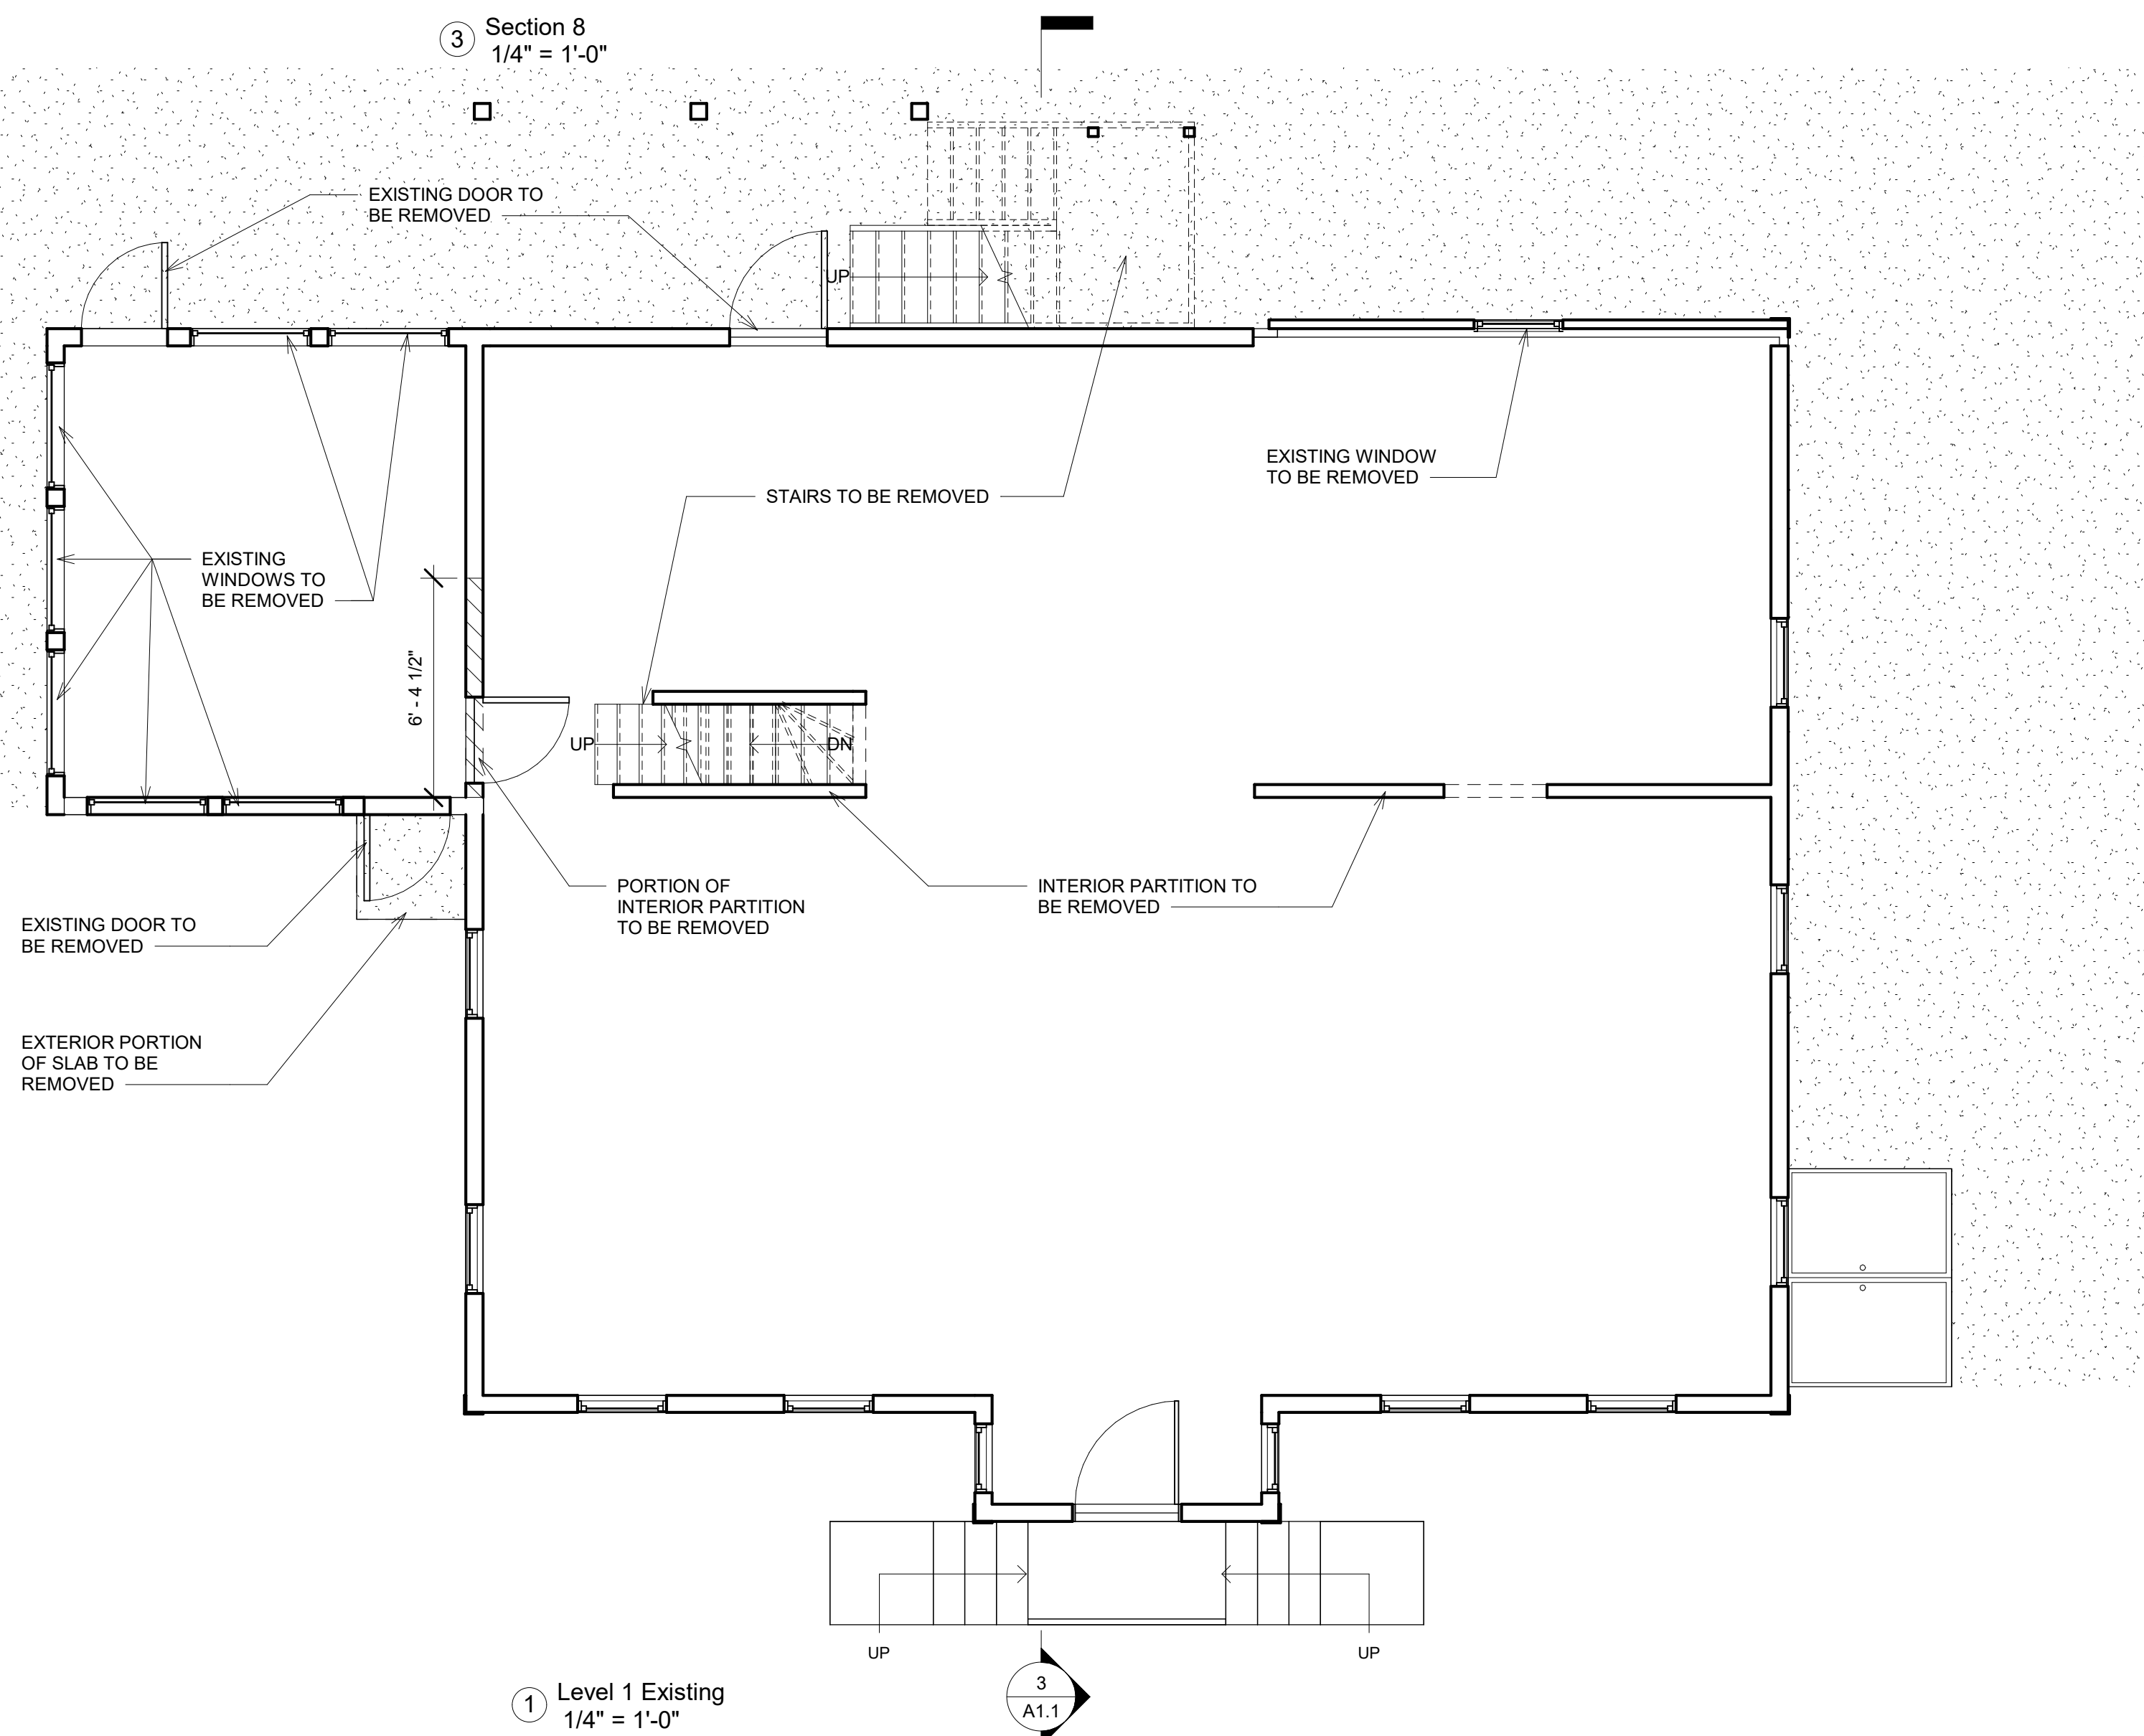 3
Section 8
1/4" = 1'-0"
EXISTING DOOR TO
BE REMOVED
UP
EXISTING WINDOW
TO BE REMOVED
STAIRS TO BE REMOVED
EXISTING
WINDOWS TO
BE REMOVED
6' - 4 1/2"
UP
DN
PORTION OF
INTERIOR PARTITION
TO BE REMOVED
INTERIOR PARTITION TO
BE REMOVED
EXISTING DOOR TO
BE REMOVED
EXTERIOR PORTION
OF SLAB TO BE
REMOVED
UP
UP
1
Level 1 Existing
1/4" = 1'-0"
3
A1.1